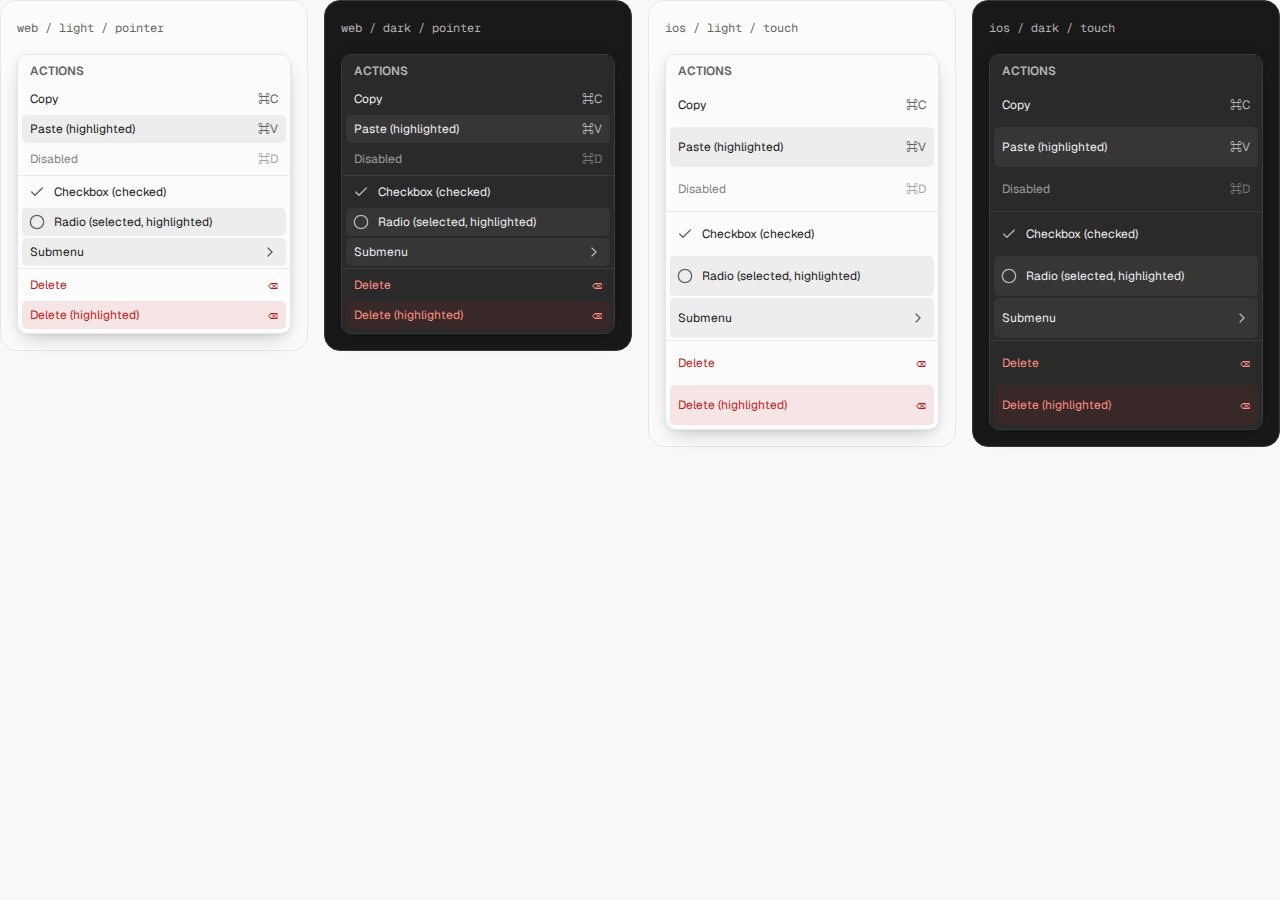 web / light / pointer
ACTIONS
Copy ⌘C
Paste (highlighted) ⌘V
Disabled ⌘D
Checkbox (checked)
Radio (selected, highlighted)
Submenu
Delete ⌫
Delete (highlighted) ⌫
web / dark / pointer
ACTIONS
Copy ⌘C
Paste (highlighted) ⌘V
Disabled ⌘D
Checkbox (checked)
Radio (selected, highlighted)
Submenu
Delete ⌫
Delete (highlighted) ⌫
ios / light / touch
ACTIONS
Copy ⌘C
Paste (highlighted) ⌘V
Disabled ⌘D
Checkbox (checked)
Radio (selected, highlighted)
Submenu
Delete ⌫
Delete (highlighted) ⌫
ios / dark / touch
ACTIONS
Copy ⌘C
Paste (highlighted) ⌘V
Disabled ⌘D
Checkbox (checked)
Radio (selected, highlighted)
Submenu
Delete ⌫
Delete (highlighted) ⌫